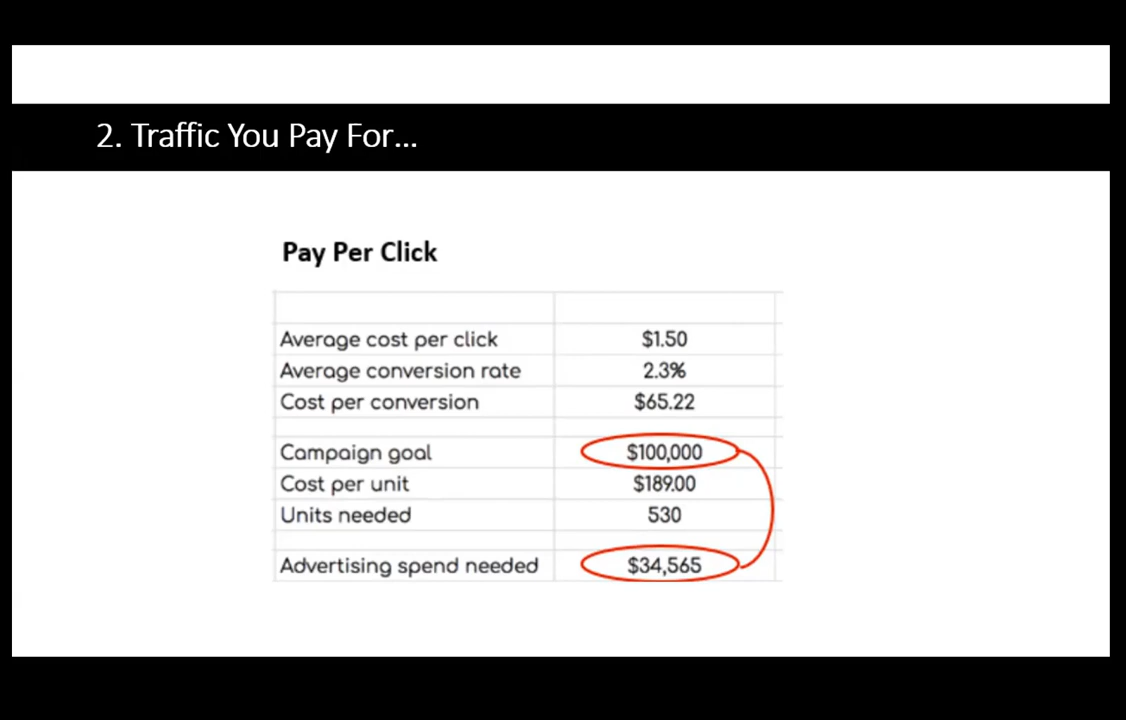 2. Traffic You Pay For...
Pay Per Click
Average cost per click $1.50
Average conversion rate 2.3%
Cost per conversion $65.22
Campaign goal $100,000
Cost per unit $189.00
Units needed 530
Advertising spend needed $34,565